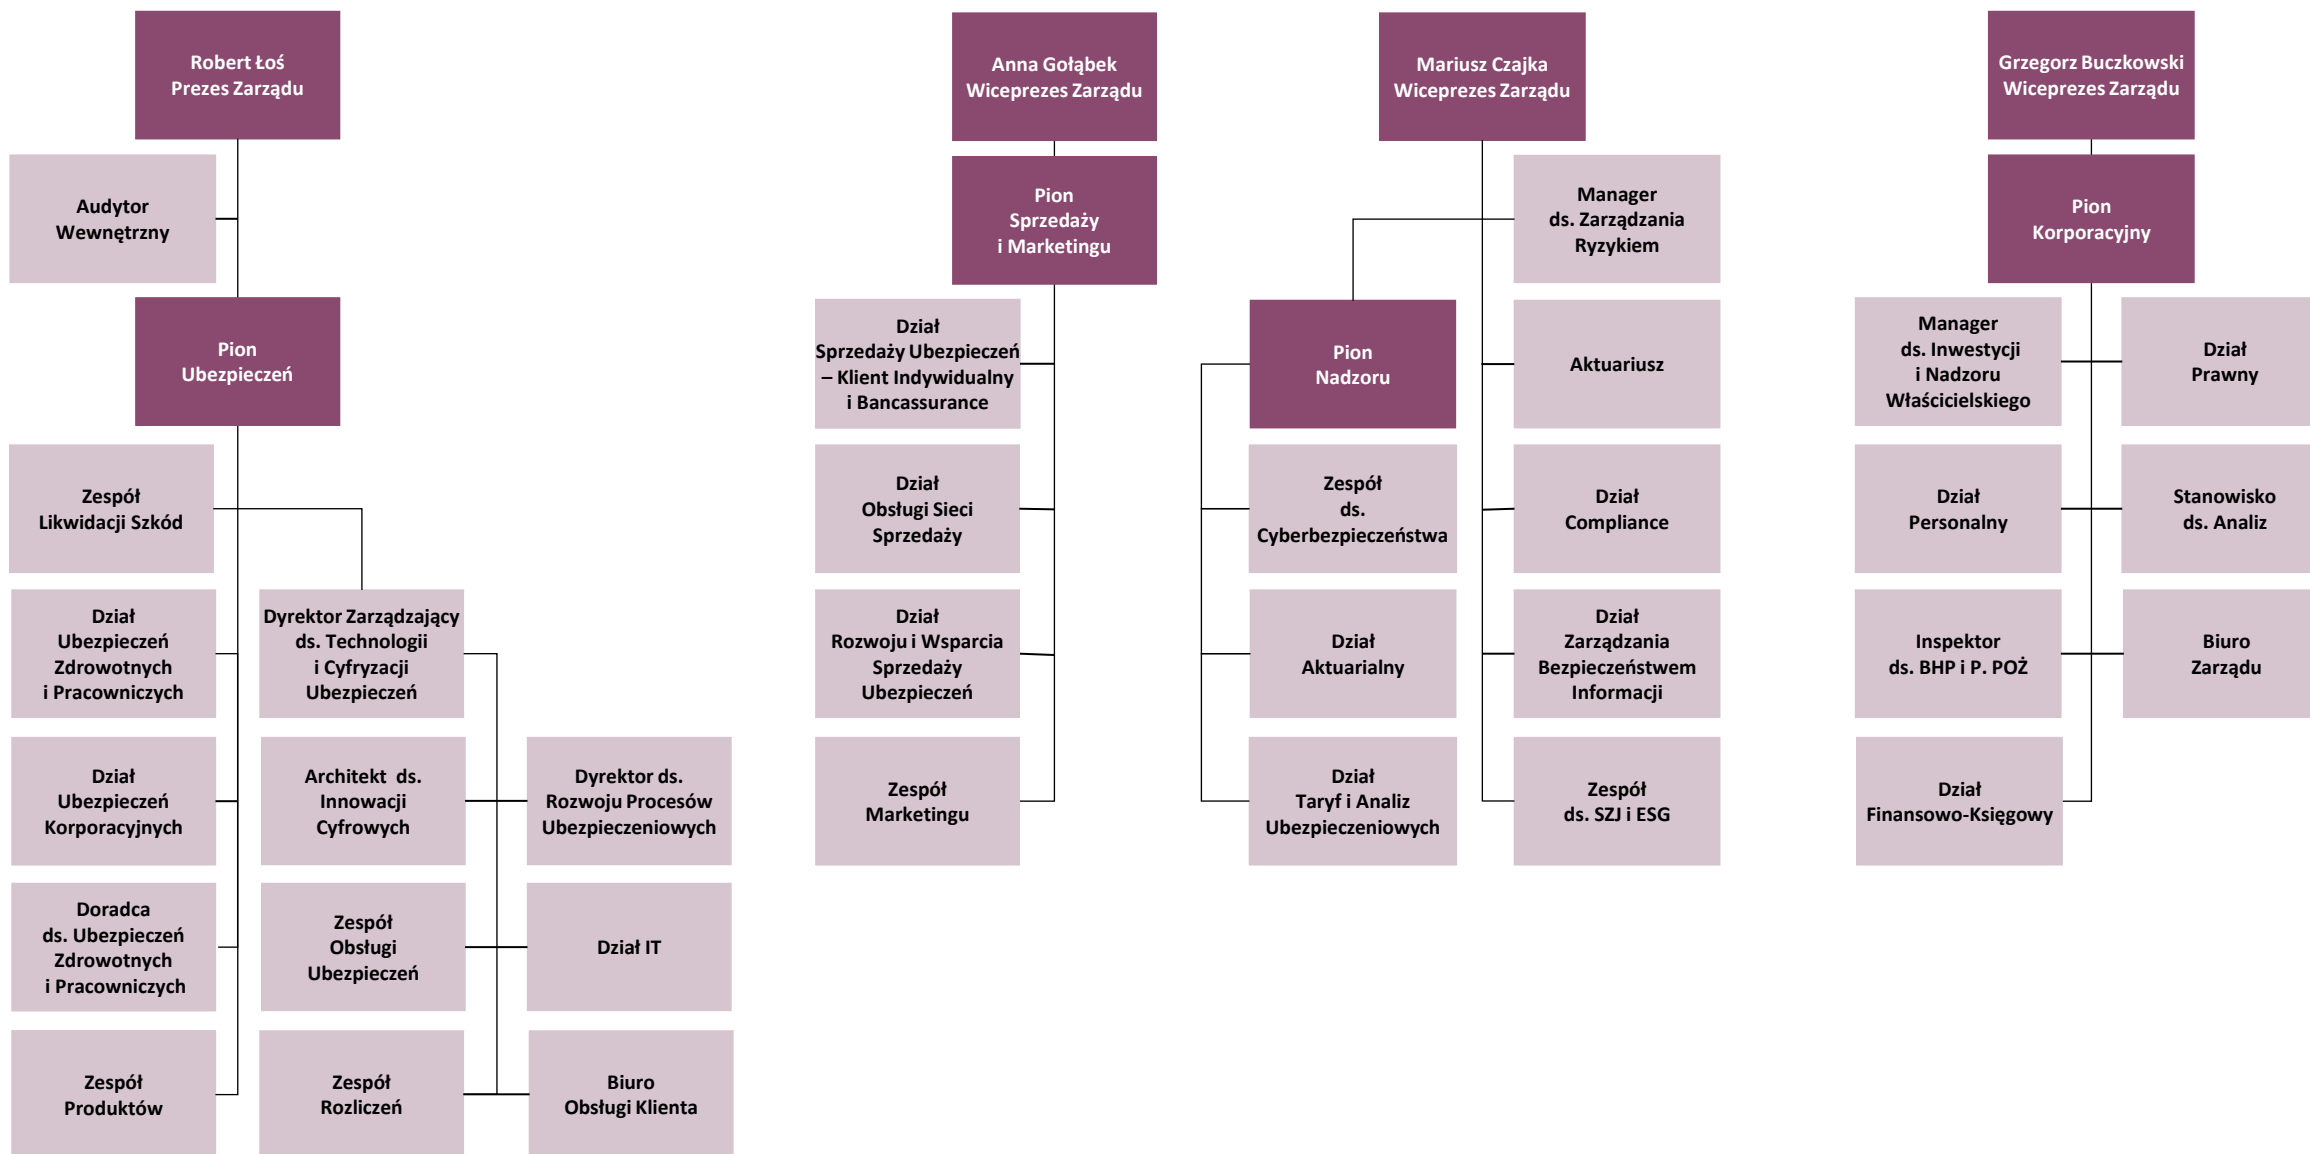 Robert Łoś
Prezes Zarządu
Audytor
Wewnętrzny
Pion
Ubezpieczeń
Zespół
Likwidacji Szkód
Dział
Ubezpieczeń
Zdrowotnych
i Pracowniczych
Dyrektor Zarządzający
ds. Technologii
i Cyfryzacji
Ubezpieczeń
Dział
Ubezpieczeń
Korporacyjnych
Architekt  ds.
Innowacji
Cyfrowych
Dyrektor ds.
Rozwoju Procesów
Ubezpieczeniowych
Doradca
ds. Ubezpieczeń
Zdrowotnych
i Pracowniczych
Zespół
Obsługi
Ubezpieczeń
Dział IT
Zespół
Produktów
Zespół
Rozliczeń
Biuro
Obsługi Klienta
Anna Gołąbek
Wiceprezes Zarządu
Pion
Sprzedaży
i Marketingu
Dział
Sprzedaży Ubezpieczeń
– Klient Indywidualny
i Bancassurance
Dział
Obsługi Sieci
Sprzedaży
Dział
Rozwoju i Wsparcia
Sprzedaży
Ubezpieczeń
Zespół
Marketingu
Mariusz Czajka
Wiceprezes Zarządu
Manager
ds. Zarządzania
Ryzykiem
Pion
Nadzoru
Aktuariusz
Zespół
ds.
Cyberbezpieczeństwa
Dział
Compliance
Dział
Aktuarialny
Dział
Zarządzania
Bezpieczeństwem
Informacji
Dział
Taryf i Analiz
Ubezpieczeniowych
Zespół
ds. SZJ i ESG
Grzegorz Buczkowski
Wiceprezes Zarządu
Pion
Korporacyjny
Manager
ds. Inwestycji
i Nadzoru
Właścicielskiego
Dział
Prawny
Dział
Personalny
Stanowisko
ds. Analiz
Inspektor
ds. BHP i P. POŻ
Biuro
Zarządu
Dział
Finansowo-Księgowy